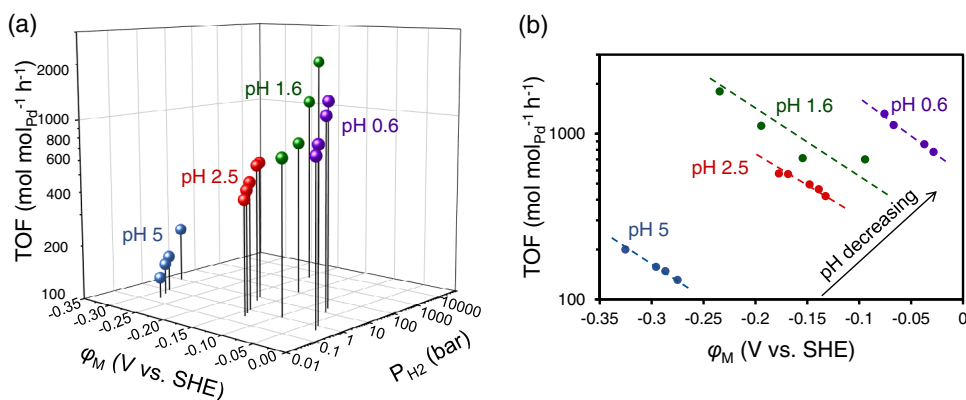 (a)
TOF (mol mol_Pd^-1 h^-1)
2000
1000
800
600
400
200
100
pH 1.6
pH 0.6
pH 2.5
pH 5
-0.35
-0.30
-0.25
-0.20
-0.15
-0.10
-0.05
0.00
φ_M (V vs. SHE)
0.01
0.1
1
10
100
1000
10000
P_H2 (bar)
(b)
TOF (mol mol_Pd^-1 h^-1)
1000
100
pH 1.6
pH 0.6
pH 2.5
pH 5
pH decreasing
-0.35 -0.3 -0.25 -0.2 -0.15 -0.1 -0.05 0
φ_M (V vs. SHE)